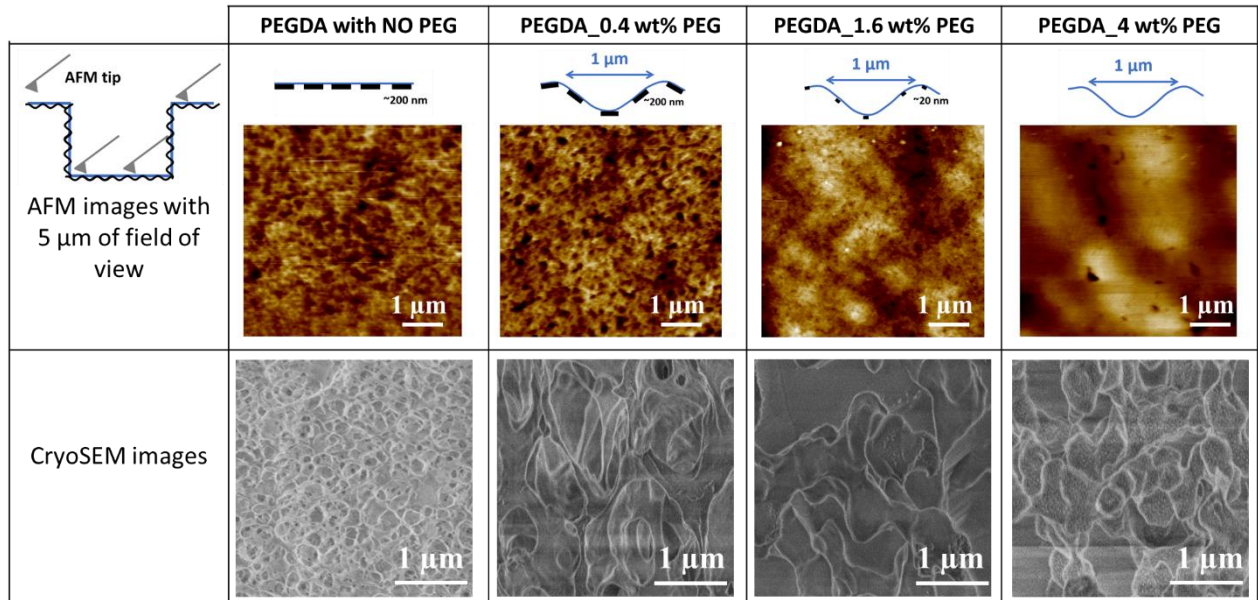 PEGDA with NO PEG
PEGDA_0.4 wt% PEG
PEGDA_1.6 wt% PEG
PEGDA_4 wt% PEG
AFM tip
AFM images with
5 µm of field of
view
~200 nm
1 µm
1 µm
~200 nm
1 µm
1 µm
~20 nm
1 µm
1 µm
1 µm
CryoSEM images
1 µm
1 µm
1 µm
1 µm